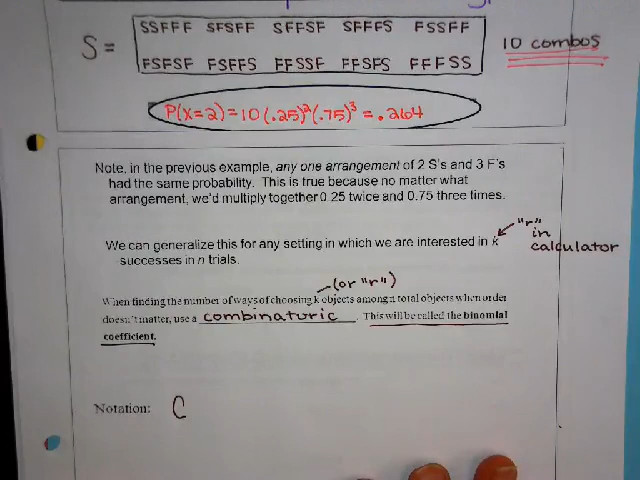 SSFFF SFSFF SFFSF SFFFS FSSFF
S =
FSFSF FSFFS FFSSF FFSFS FFFSS
10 combos
P(X=2) = 10(.25)²(.75)³ = .264
Note, in the previous example, any one arrangement of 2 S's and 3 F's
had the same probability. This is true because no matter what
arrangement, we'd multiply together 0.25 twice and 0.75 three times.
"r"
in
calculator
We can generalize this for any setting in which we are interested in k
successes in n trials.
(or "r")
When finding the number of ways of choosing k objects among n total objects when order
doesn't matter, use a combinatoric. This will be called the binomial
coefficient.
Notation: C